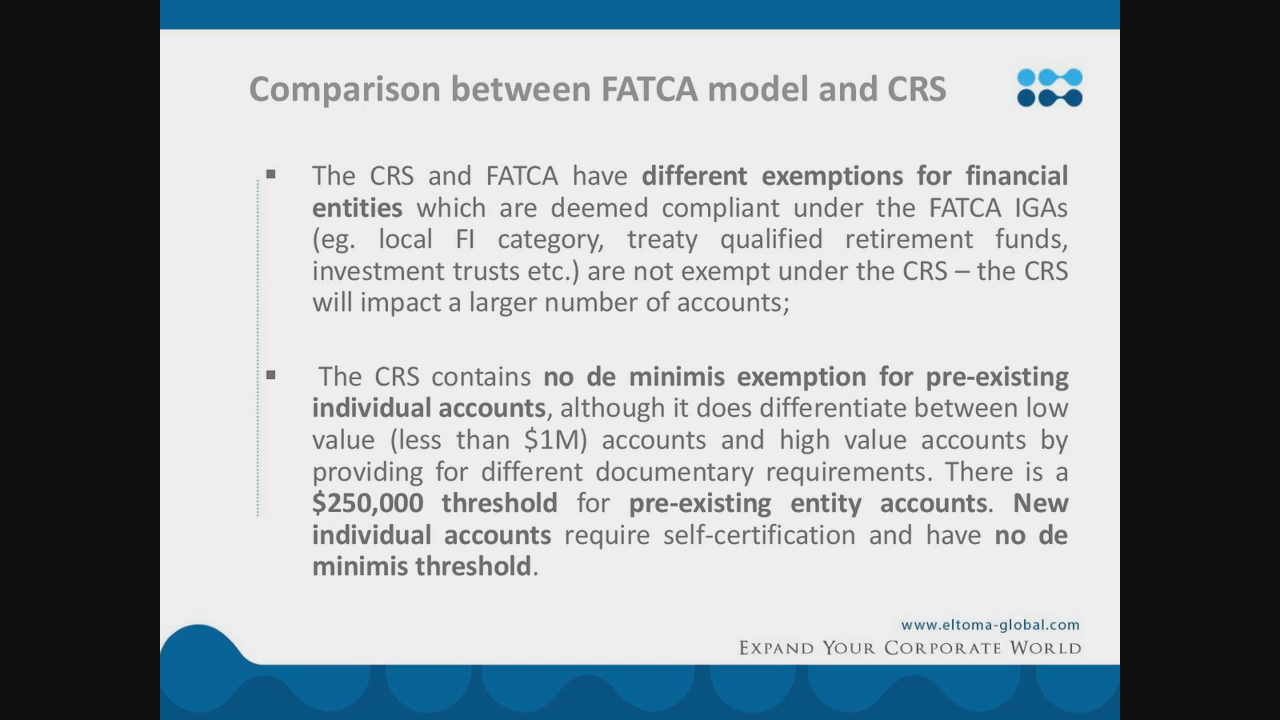 Comparison between FATCA model and CRS
▪ The CRS and FATCA have different exemptions for financial
entities which are deemed compliant under the FATCA IGAs
(eg. local FI category, treaty qualified retirement funds,
investment trusts etc.) are not exempt under the CRS – the CRS
will impact a larger number of accounts;
▪ The CRS contains no de minimis exemption for pre-existing
individual accounts, although it does differentiate between low
value (less than $1M) accounts and high value accounts by
providing for different documentary requirements. There is a
$250,000 threshold for pre-existing entity accounts. New
individual accounts require self-certification and have no de
minimis threshold.
www.eltoma-global.com
Expand Your Corporate World